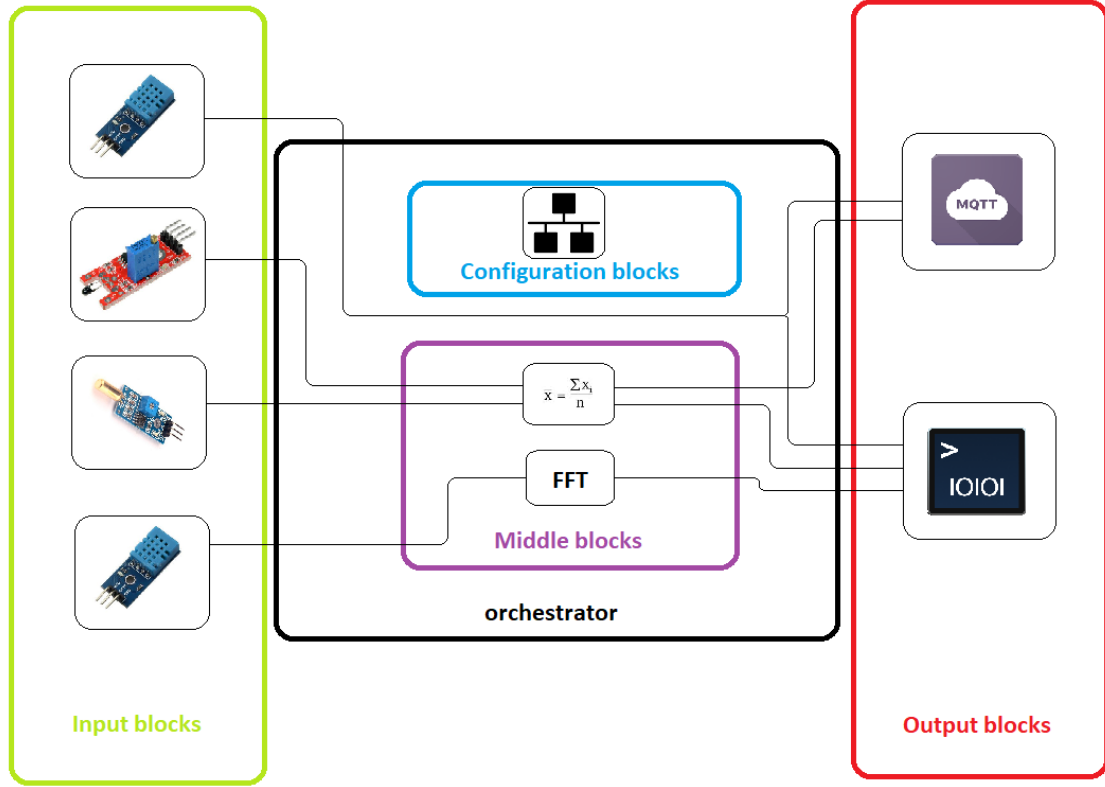 MQTT
Configuration blocks
x̄ = Σxᵢ
n
> IOIOI
FFT
Middle blocks
orchestrator
Input blocks
Output blocks